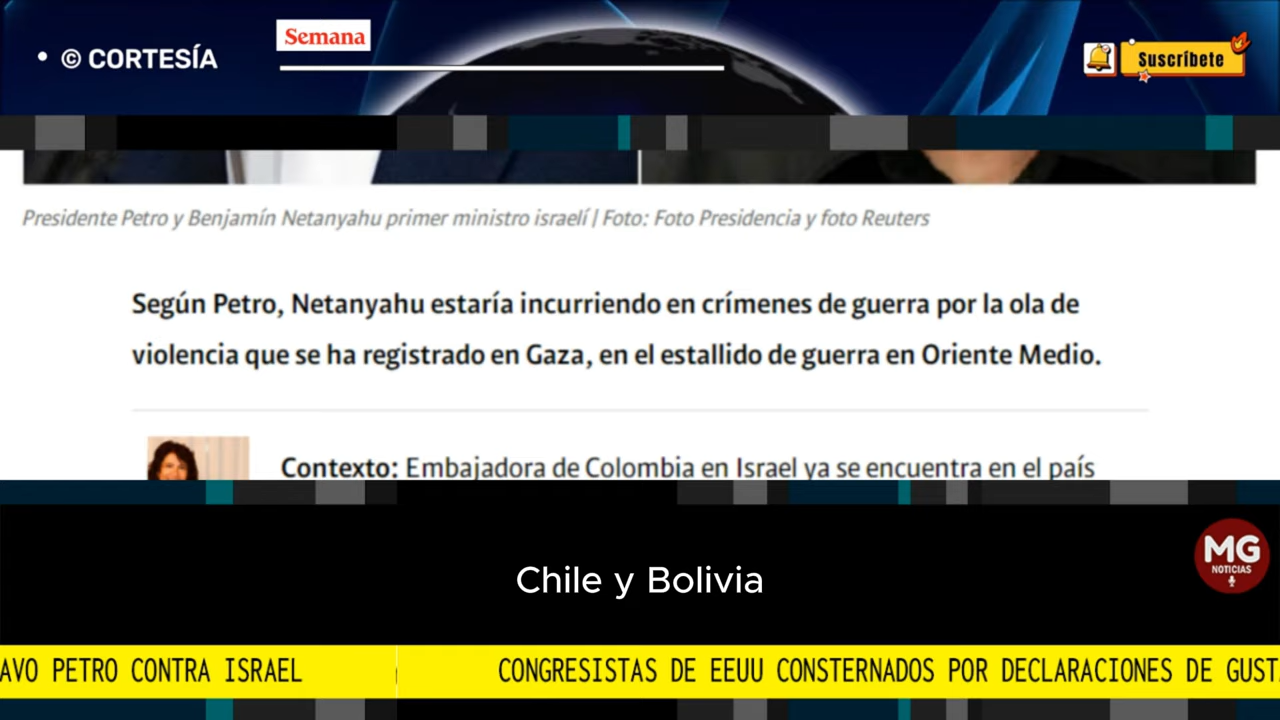 • © CORTESÍA
Semana
Suscríbete
Presidente Petro y Benjamín Netanyahu primer ministro israelí | Foto: Foto Presidencia y foto Reuters
Según Petro, Netanyahu estaría incurriendo en crímenes de guerra por la ola de
violencia que se ha registrado en Gaza, en el estallido de guerra en Oriente Medio.
Contexto: Embajadora de Colombia en Israel ya se encuentra en el país
MG
NOTICIAS
Chile y Bolivia
AVO PETRO CONTRA ISRAEL CONGRESISTAS DE EEUU CONSTERNADOS POR DECLARACIONES DE GUST